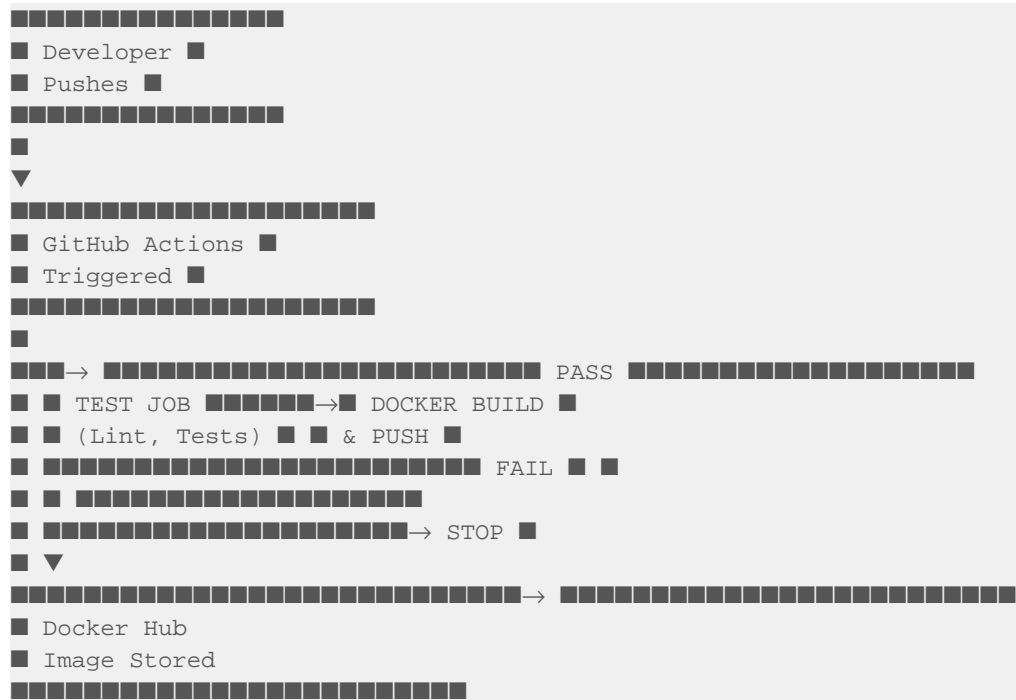 ■■■■■■■■■■■■■■■
■ Developer ■
■ Pushes ■
■■■■■■■■■■■■■■■
■
▼
■■■■■■■■■■■■■■■■■■■■
■ GitHub Actions ■
■ Triggered ■
■■■■■■■■■■■■■■■■■■■■
■
■■■→ ■■■■■■■■■■■■■■■■■■■■■■■■ PASS ■■■■■■■■■■■■■■■■■■■
■ ■ TEST JOB ■■■■■■→■ DOCKER BUILD ■
■ ■ (Lint, Tests) ■ ■ & PUSH ■
■ ■■■■■■■■■■■■■■■■■■■■■■■■ FAIL ■ ■
■ ■ ■■■■■■■■■■■■■■■■■■■
■ ■■■■■■■■■■■■■■■■■■■■→ STOP ■
■ ▼
■■■■■■■■■■■■■■■■■■■■■■■■■■■■→ ■■■■■■■■■■■■■■■■■■■■■■■■■
■ Docker Hub
■ Image Stored
■■■■■■■■■■■■■■■■■■■■■■■■■